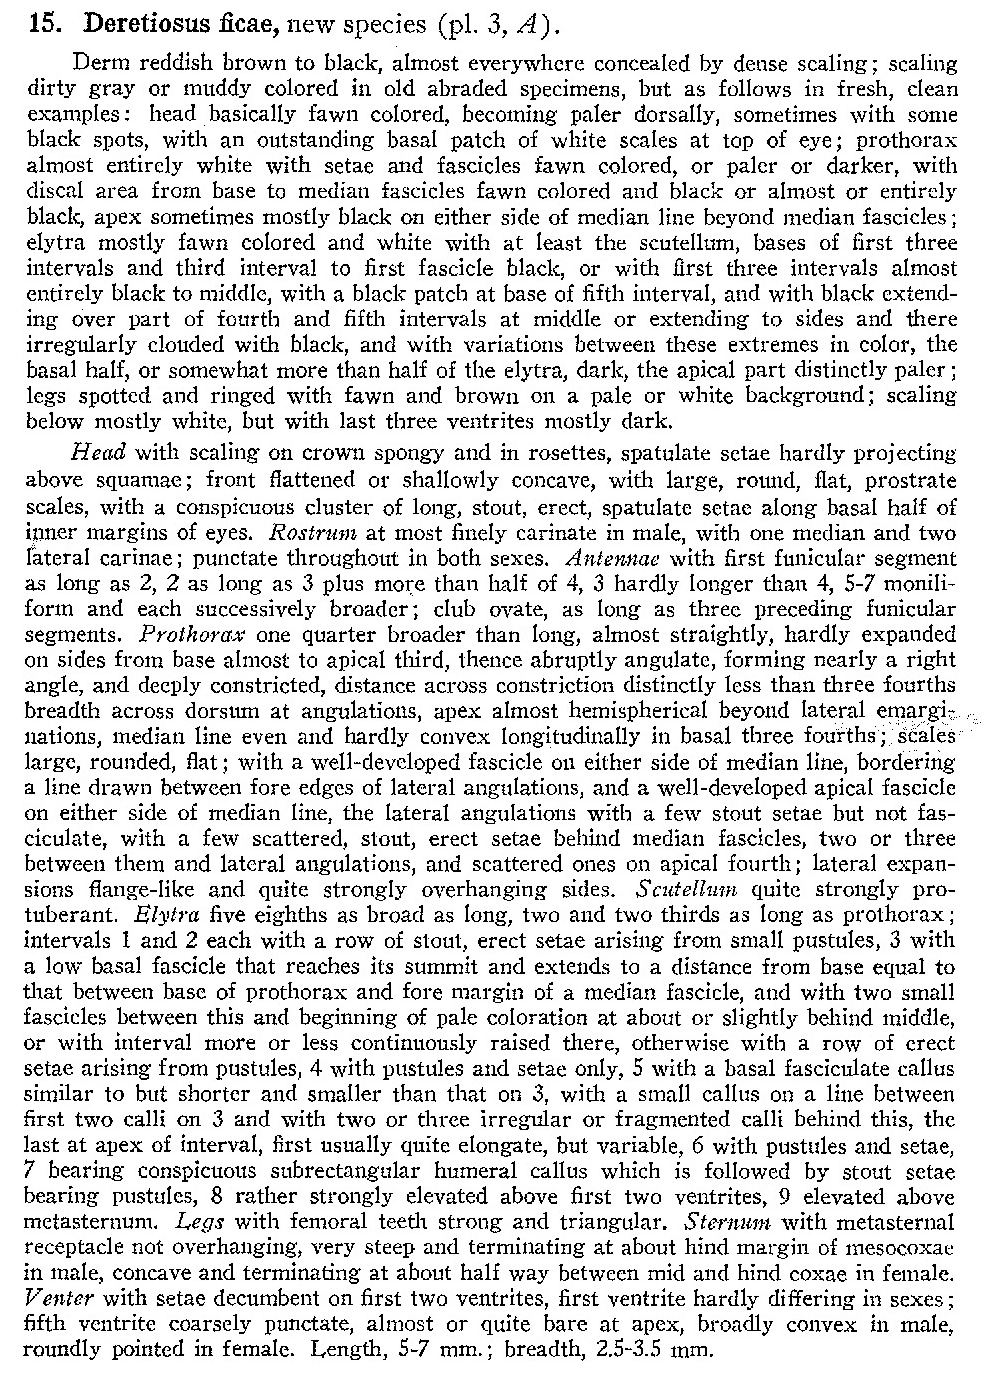 15. Deretiosus ficae, new species (pl. 3, A).
Derm reddish brown to black, almost everywhere concealed by dense scaling; scaling
dirty gray or muddy colored in old abraded specimens, but as follows in fresh, clean
examples: head basically fawn colored, becoming paler dorsally, sometimes with some
black spots, with an outstanding basal patch of white scales at top of eye; prothorax
almost entirely white with setae and fascicles fawn colored, or paler or darker, with
discal area from base to median fascicles fawn colored and black or almost or entirely
black, apex sometimes mostly black on either side of median line beyond median fascicles;
elytra mostly fawn colored and white with at least the scutellum, bases of first three
intervals and third interval to first fascicle black, or with first three intervals almost
entirely black to middle, with a black patch at base of fifth interval, and with black extend-
ing over part of fourth and fifth intervals at middle or extending to sides and there
irregularly clouded with black, and with variations between these extremes in color, the
basal half, or somewhat more than half of the elytra, dark, the apical part distinctly paler;
legs spotted and ringed with fawn and brown on a pale or white background; scaling
below mostly white, but with last three ventrites mostly dark.
Head with scaling on crown spongy and in rosettes, spatulate setae hardly projecting
above squamae; front flattened or shallowly concave, with large, round, flat, prostrate
scales, with a conspicuous cluster of long, stout, erect, spatulate setae along basal half of
inner margins of eyes. Rostrum at most finely carinate in male, with one median and two
lateral carinae; punctate throughout in both sexes. Antennae with first funicular segment
as long as 2, 2 as long as 3 plus more than half of 4, 3 hardly longer than 4, 5-7 monili-
form and each successively broader; club ovate, as long as three preceding funicular
segments. Prothorax one quarter broader than long, almost straightly, hardly expanded
on sides from base almost to apical third, thence abruptly angulate, forming nearly a right
angle, and deeply constricted, distance across constriction distinctly less than three fourths
breadth across dorsum at angulations, apex almost hemispherical beyond lateral emargi-
nations, median line even and hardly convex longitudinally in basal three fourths; scales
large, rounded, flat; with a well-developed fascicle on either side of median line, bordering
a line drawn between fore edges of lateral angulations, and a well-developed apical fascicle
on either side of median line, the lateral angulations with a few stout setae but not fas-
ciculate, with a few scattered, stout, erect setae behind median fascicles, two or three
between them and lateral angulations, and scattered ones on apical fourth; lateral expan-
sions flange-like and quite strongly overhanging sides. Scutellum quite strongly pro-
tuberant. Elytra five eighths as broad as long, two and two thirds as long as prothorax;
intervals 1 and 2 each with a row of stout, erect setae arising from small pustules, 3 with
a low basal fascicle that reaches its summit and extends to a distance from base equal to
that between base of prothorax and fore margin of a median fascicle, and with two small
fascicles between this and beginning of pale coloration at about or slightly behind middle,
or with interval more or less continuously raised there, otherwise with a row of erect
setae arising from pustules, 4 with pustules and setae only, 5 with a basal fasciculate callus
similar to but shorter and smaller than that on 3, with a small callus on a line between
first two calli on 3 and with two or three irregular or fragmented calli behind this, the
last at apex of interval, first usually quite elongate, but variable, 6 with pustules and setae,
7 bearing conspicuous subrectangular humeral callus which is followed by stout setae
bearing pustules, 8 rather strongly elevated above first two ventrites, 9 elevated above
metasternum. Legs with femoral teeth strong and triangular. Sternum with metasternal
receptacle not overhanging, very steep and terminating at about hind margin of mesocoxae
in male, concave and terminating at about half way between mid and hind coxae in female.
Venter with setae decumbent on first two ventrites, first ventrite hardly differing in sexes;
fifth ventrite coarsely punctate, almost or quite bare at apex, broadly convex in male,
roundly pointed in female. Length, 5-7 mm.; breadth, 2.5-3.5 mm.